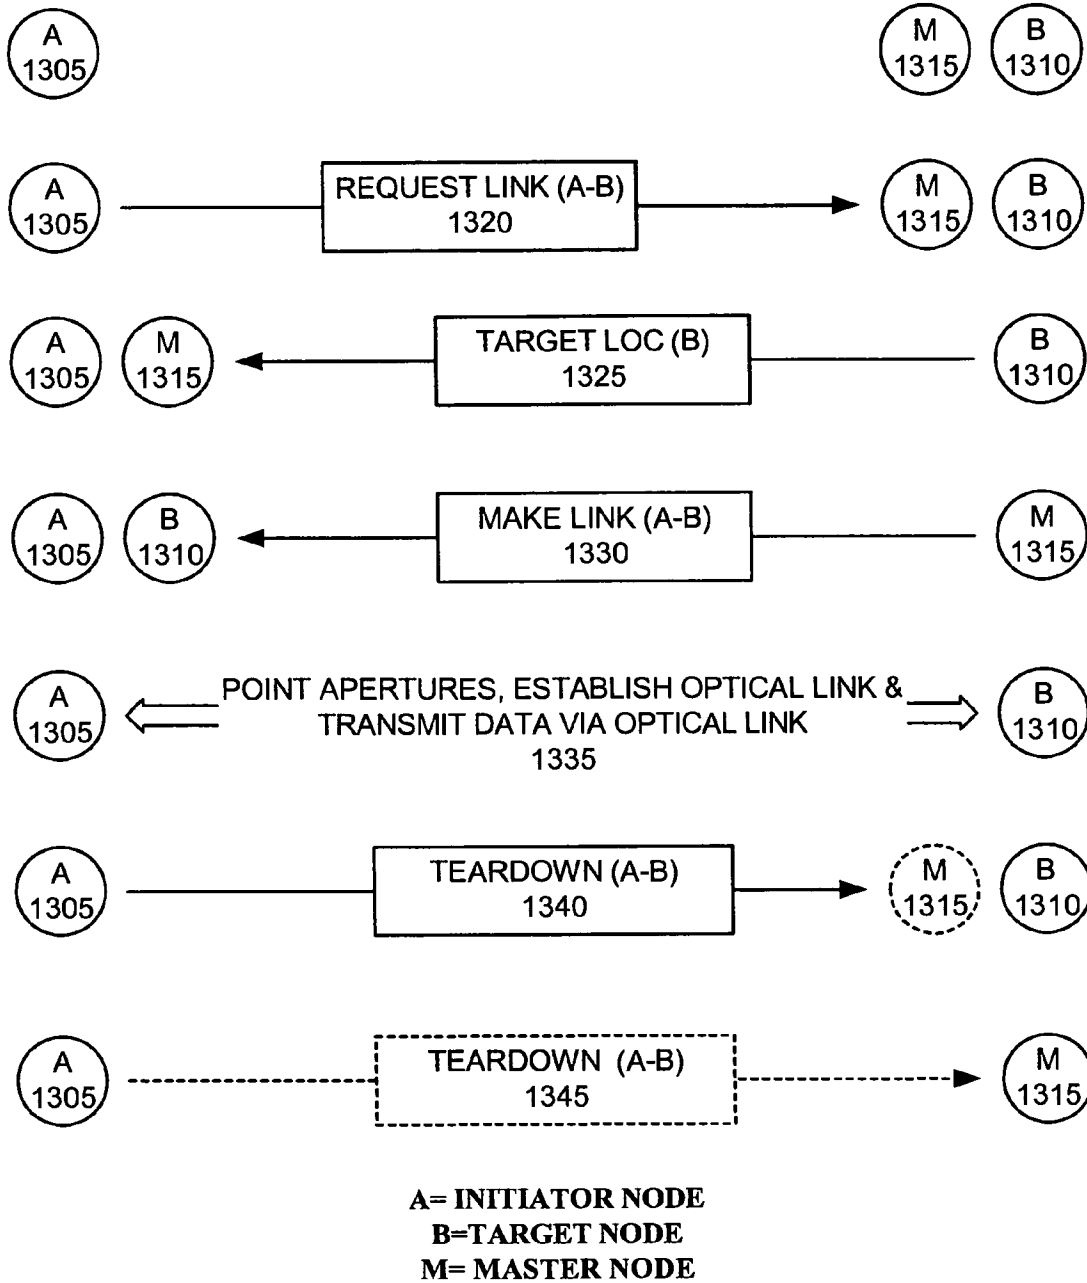 A
1305
M
1315
B
1310
A
1305
REQUEST LINK (A-B)
1320
M
1315
B
1310
A
1305
M
1315
TARGET LOC (B)
1325
B
1310
A
1305
B
1310
MAKE LINK (A-B)
1330
M
1315
A
1305
POINT APERTURES, ESTABLISH OPTICAL LINK &
TRANSMIT DATA VIA OPTICAL LINK
1335
B
1310
A
1305
TEARDOWN (A-B)
1340
M
1315
B
1310
A
1305
TEARDOWN (A-B)
1345
M
1315
A= INITIATOR NODE
B=TARGET NODE
M= MASTER NODE